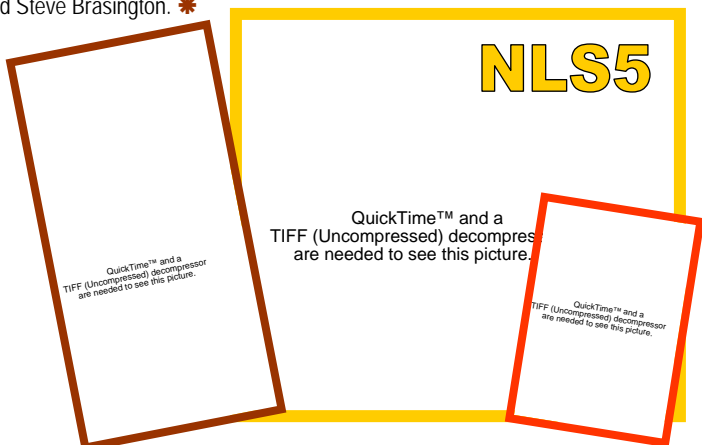 d Steve Brasington. ✱
NLS5
QuickTime™ and a
TIFF (Uncompressed) decompres
are needed to see this picture.
QuickTime™ and a
TIFF (Uncompressed) decompressor
are needed to see this picture.
QuickTime™ and a
TIFF (Uncompressed) decompressor
are needed to see this picture.